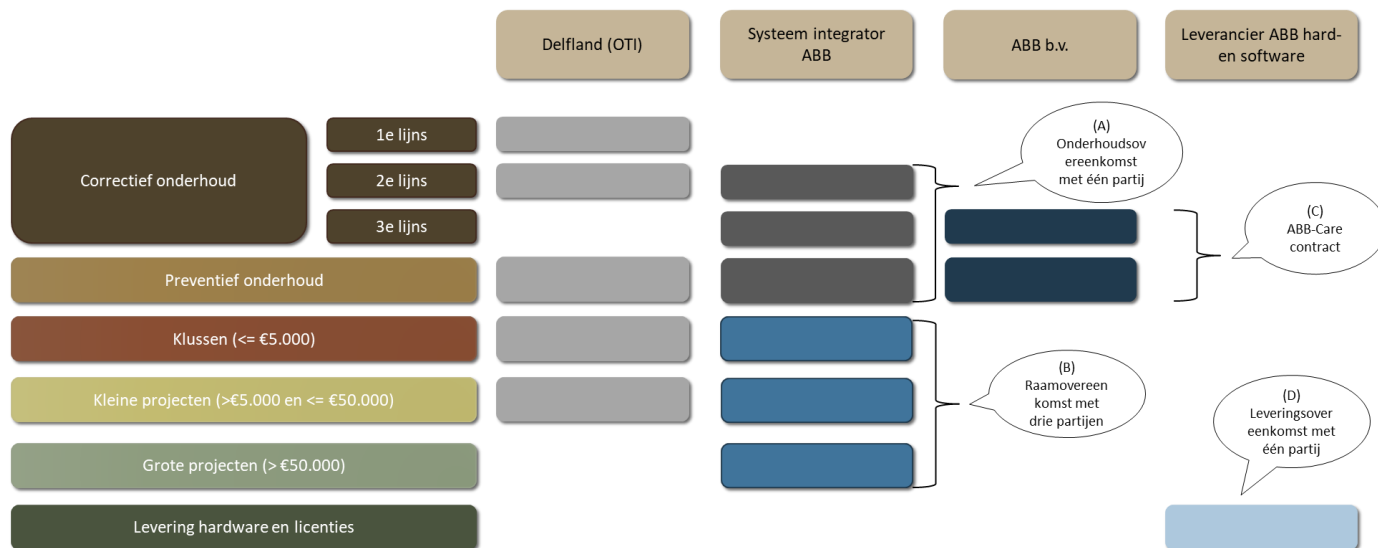 Delfland (OTI)
Systeem integrator
ABB
ABB b.v.
Leverancier ABB hard-
en software
Correctief onderhoud
1e lijns
2e lijns
3e lijns
(A)
Onderhoudsov
ereenkomst
met één partij
(C)
ABB-Care
contract
Preventief onderhoud
Klussen (<= €5.000)
Kleine projecten (>€5.000 en <= €50.000)
(B)
Raamovereen
komst met
drie partijen
(D)
Leveringsover
eenkomst met
één partij
Grote projecten (> €50.000)
Levering hardware en licenties